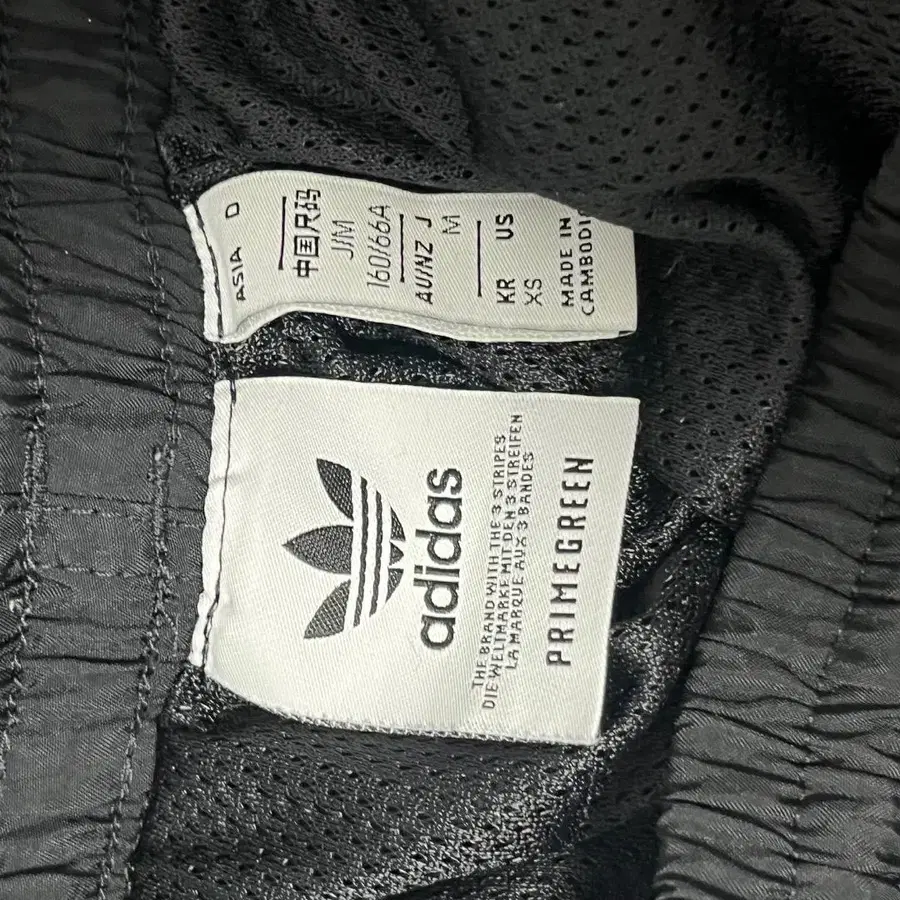 ASIA D
中国尺码
J/M
160/66A
AU/NZ J
M
KR US
XS
MADE IN
CAMBODI
adidas
THE BRAND WITH THE 3 STRIPES
DIE WELTMARKE MIT DEN 3 STREIFEN
LA MARQUE AUX 3 BANDES
PRIMEGREEN